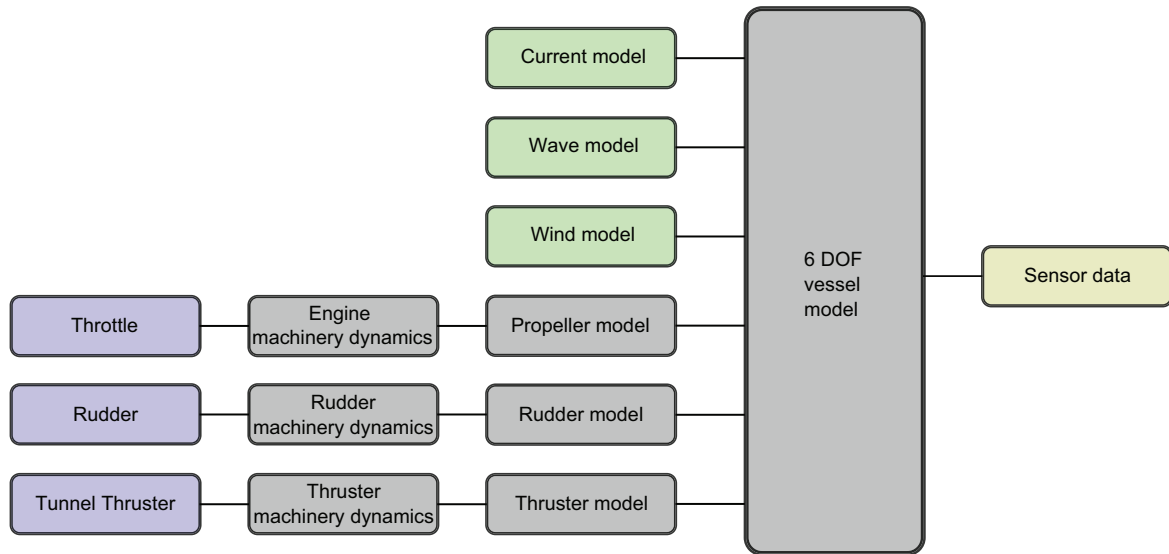 Current model
Wave model
Wind model
Throttle
Engine
machinery dynamics
Propeller model
Rudder
Rudder
machinery dynamics
Rudder model
Tunnel Thruster
Thruster
machinery dynamics
Thruster model
6 DOF
vessel
model
Sensor data